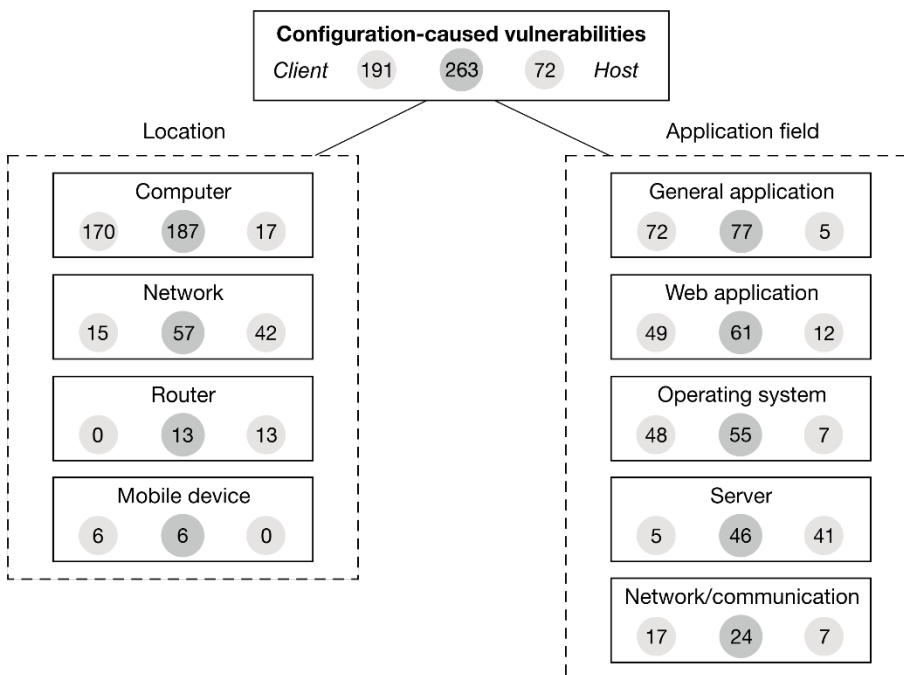 Configuration-caused vulnerabilities
Client 191 263 72 Host
Location
Computer
170 187 17
Network
15 57 42
Router
0 13 13
Mobile device
6 6 0
Application field
General application
72 77 5
Web application
49 61 12
Operating system
48 55 7
Server
5 46 41
Network/communication
17 24 7